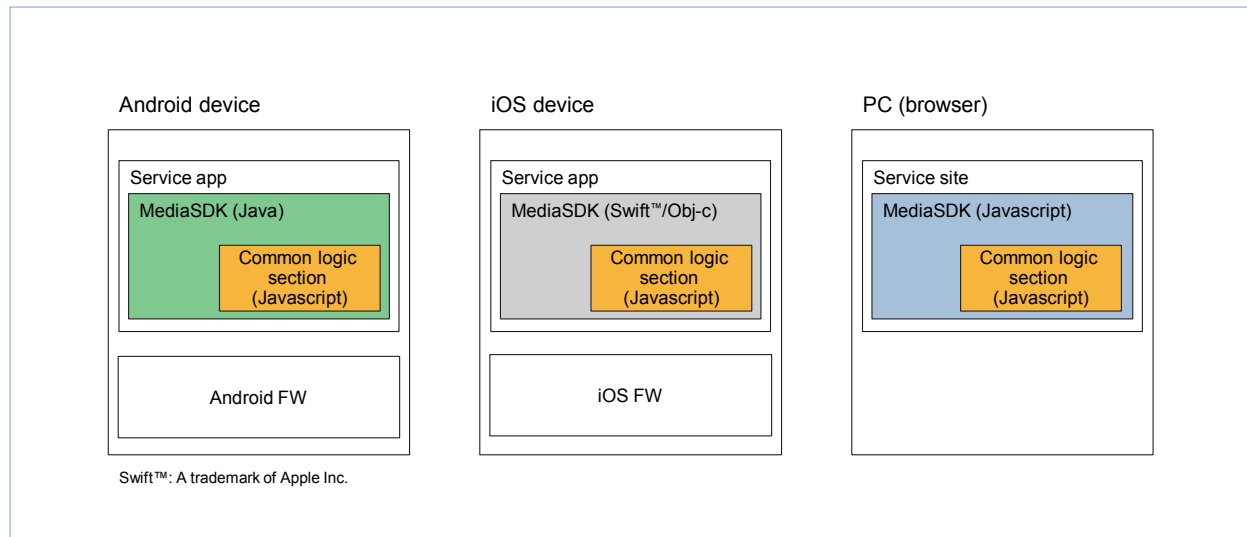 Android device
Service app
MediaSDK (Java)
Common logic
section
(Javascript)
Android FW
iOS device
Service app
MediaSDK (Swift™/Obj-c)
Common logic
section
(Javascript)
iOS FW
PC (browser)
Service site
MediaSDK (Javascript)
Common logic
section
(Javascript)
Swift™: A trademark of Apple Inc.